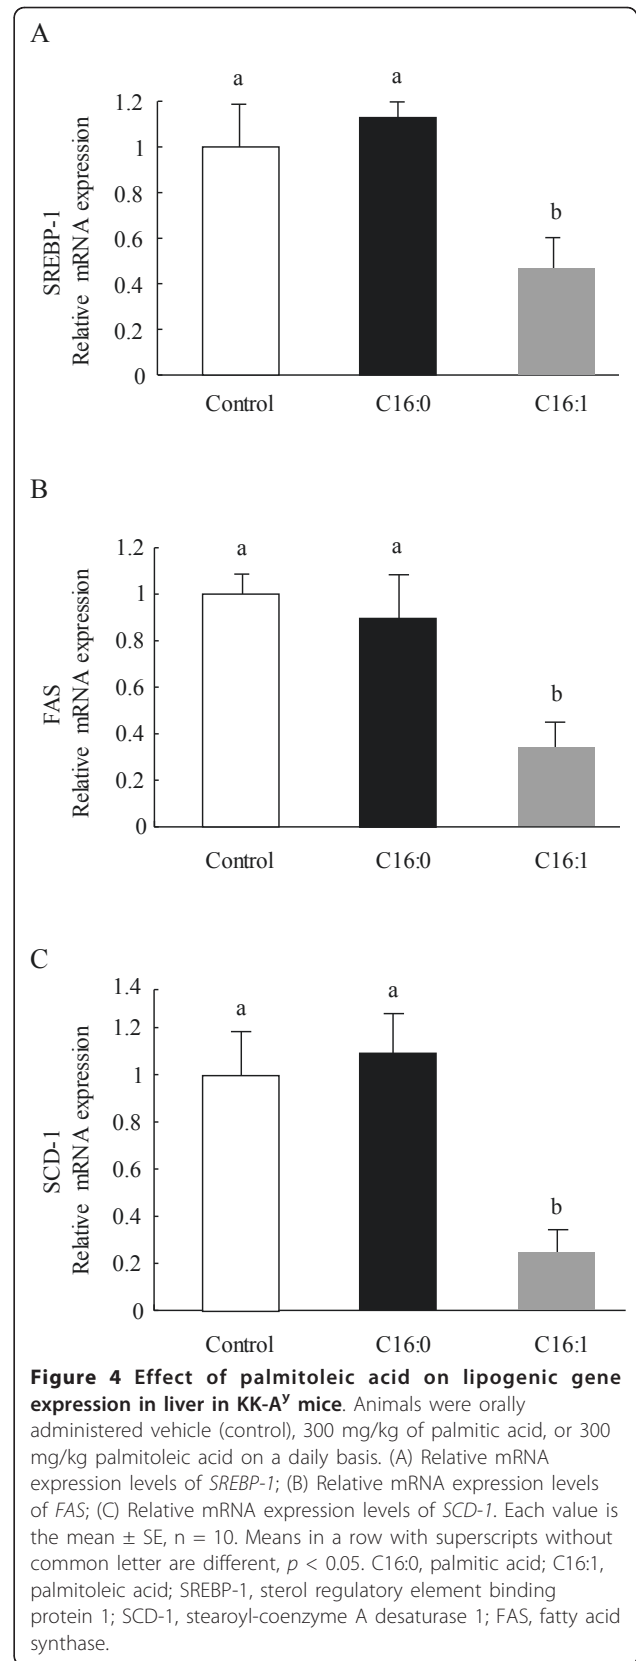 A
a
a
1.2
1
0.8
b
0.6
0.4
0.2
0
SREBP-1
Relative mRNA expression
Control
C16:0
C16:1
B
1.2
a
a
1
0.8
b
0.6
0.4
0.2
0
FAS
Relative mRNA expression
Control
C16:0
C16:1
C
1.4
a
a
1.2
1
0.8
0.6
b
0.4
0.2
0
SCD-1
Relative mRNA expression
Control
C16:0
C16:1
Figure 4 Effect of palmitoleic acid on lipogenic gene
expression in liver in KK-Aʸ mice. Animals were orally
administered vehicle (control), 300 mg/kg of palmitic acid, or 300
mg/kg palmitoleic acid on a daily basis. (A) Relative mRNA
expression levels of SREBP-1; (B) Relative mRNA expression levels
of FAS; (C) Relative mRNA expression levels of SCD-1. Each value is
the mean ± SE, n = 10. Means in a row with superscripts without
common letter are different, p < 0.05. C16:0, palmitic acid; C16:1,
palmitoleic acid; SREBP-1, sterol regulatory element binding
protein 1; SCD-1, stearoyl-coenzyme A desaturase 1; FAS, fatty acid
synthase.